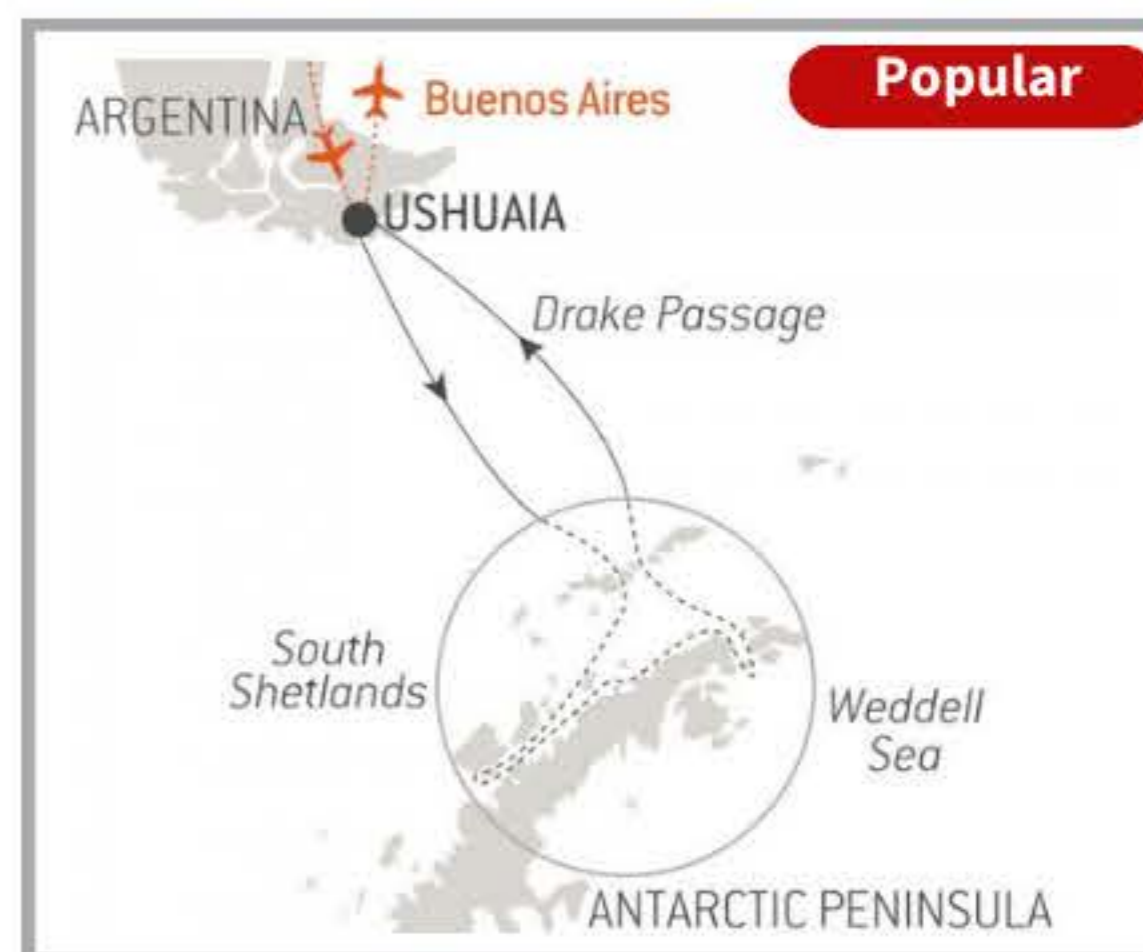 Popular
ARGENTINA
Buenos Aires
USHUAIA
Drake Passage
South
Shetlands
Weddell
Sea
ANTARCTIC PENINSULA